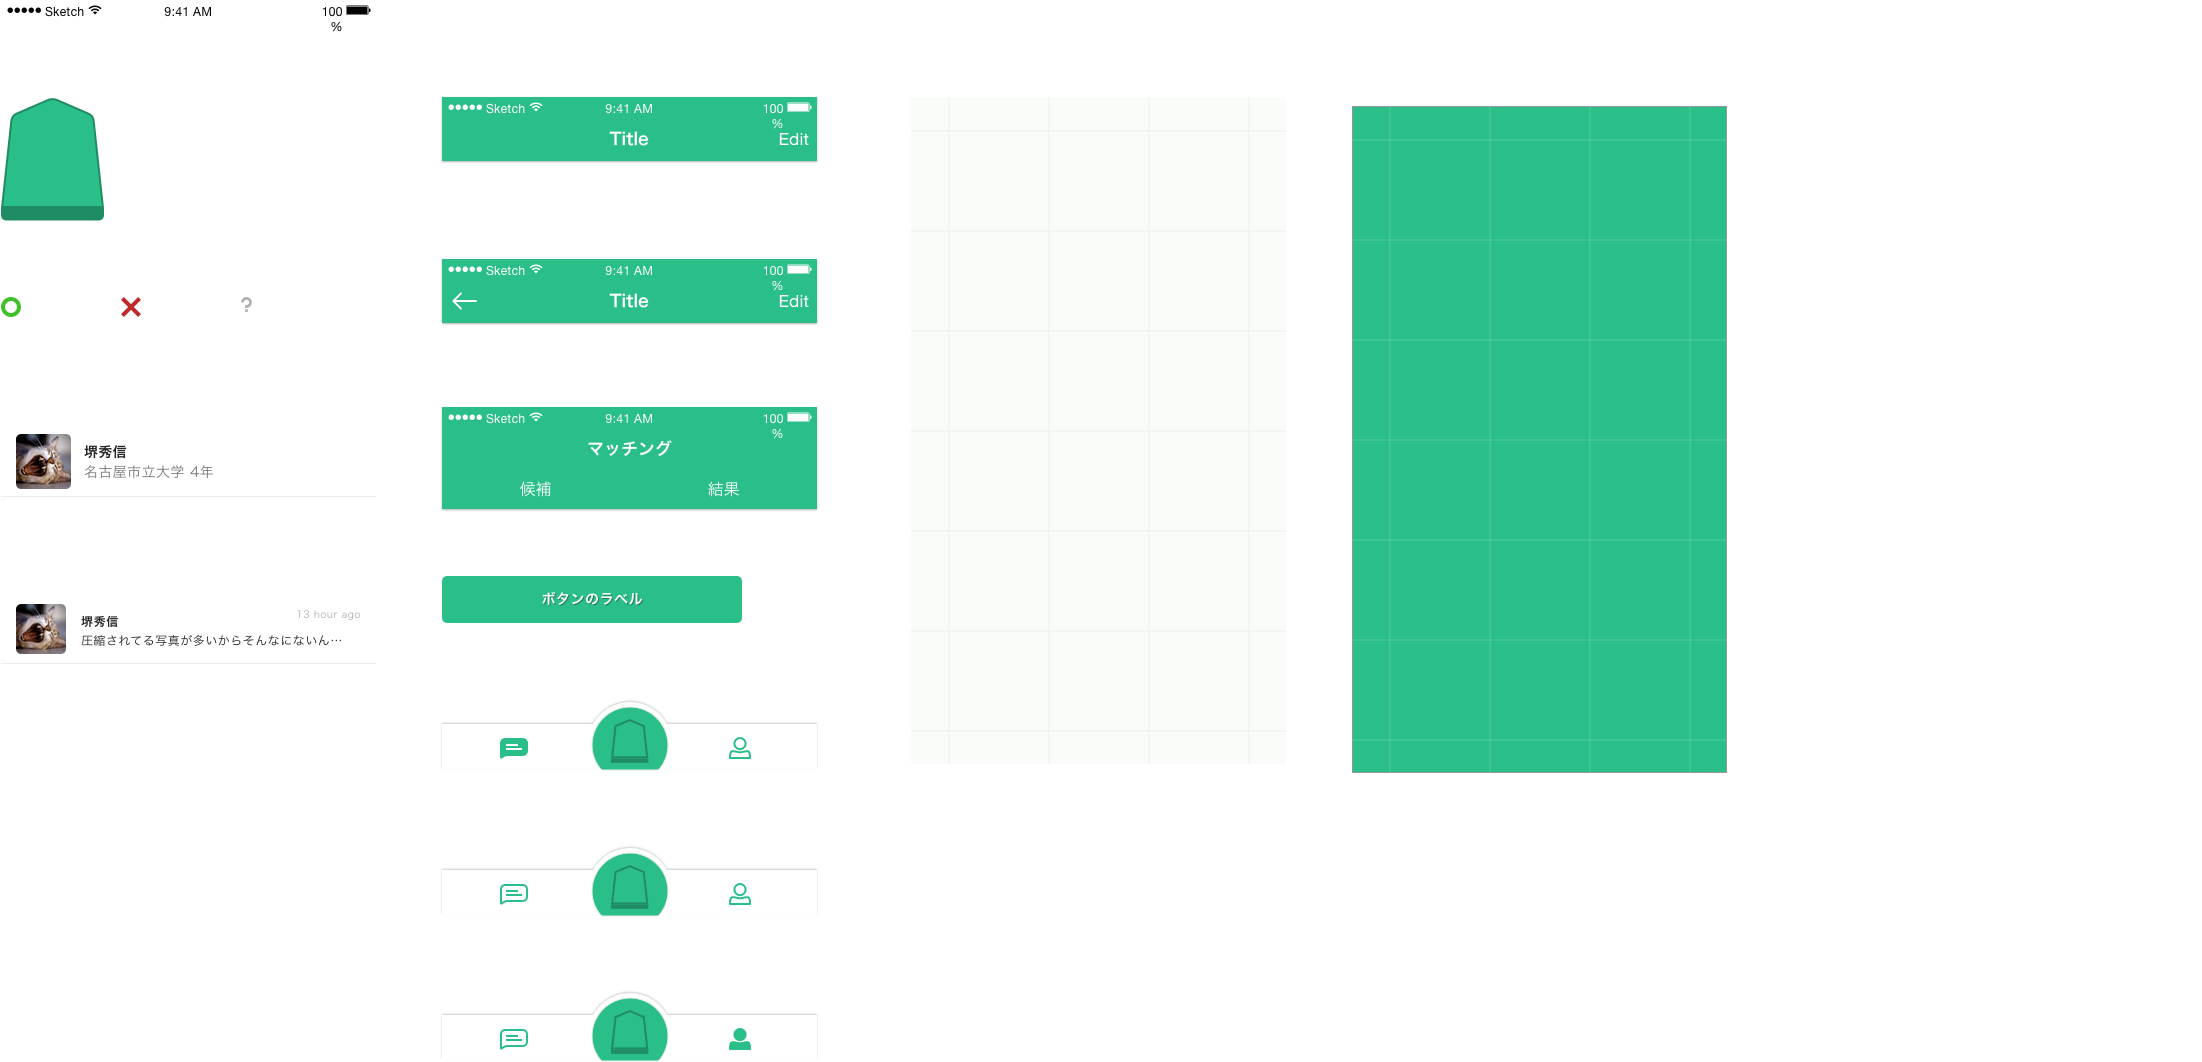 Sketch 9:41 AM 100
%
?
堺秀信
名古屋市立大学 4年
堺秀信
13 hour ago
圧縮されてる写真が多いからそんなにないん…
Sketch 9:41 AM 100
%
Title Edit
Sketch 9:41 AM 100
%
Title Edit
Sketch 9:41 AM 100
%
マッチング
候補 結果
ボタンのラベル